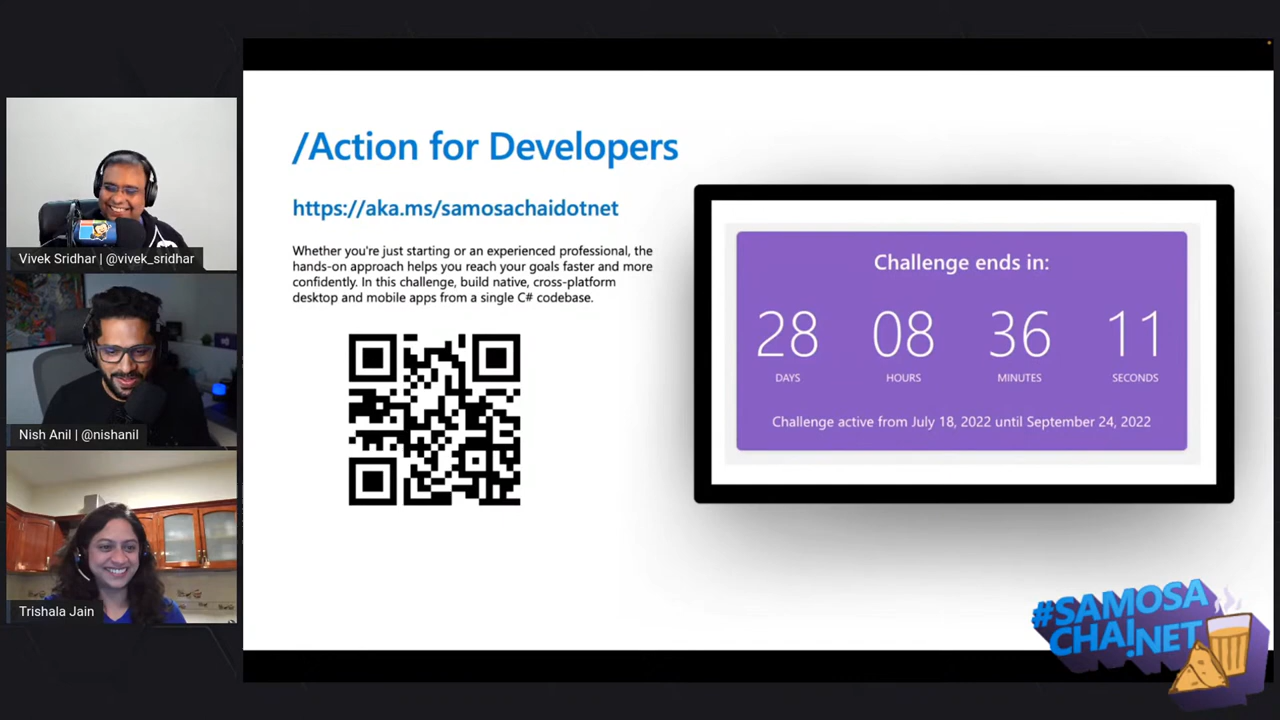 /Action for Developers
https://aka.ms/samosachaidotnet
Whether you're just starting or an experienced professional, the
hands-on approach helps you reach your goals faster and more
confidently. In this challenge, build native, cross-platform
desktop and mobile apps from a single C# codebase.
Challenge ends in:
28 08 36 11
DAYS HOURS MINUTES SECONDS
Challenge active from July 18, 2022 until September 24, 2022
Vivek Sridhar | @vivek_sridhar
Nish Anil | @nishanil
Trishala Jain
#SAMOSA
CHAI.NET